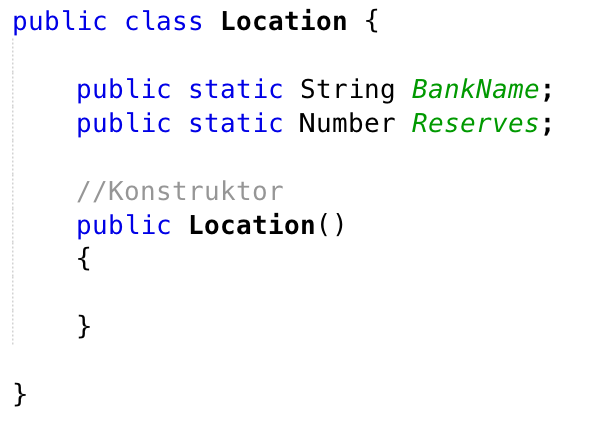 public class Location {
public static String BankName;
public static Number Reserves;
//Konstruktor
public Location()
{
}
}